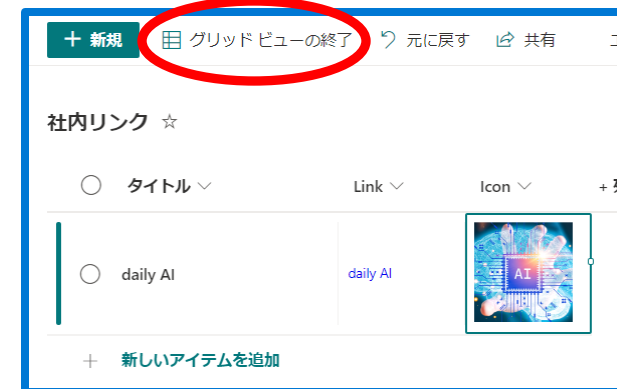 + 新規 グリッド ビューの終了 元に戻す 共有
社内リンク
タイトル Link Icon +
daily AI daily AI AI
+ 新しいアイテムを追加